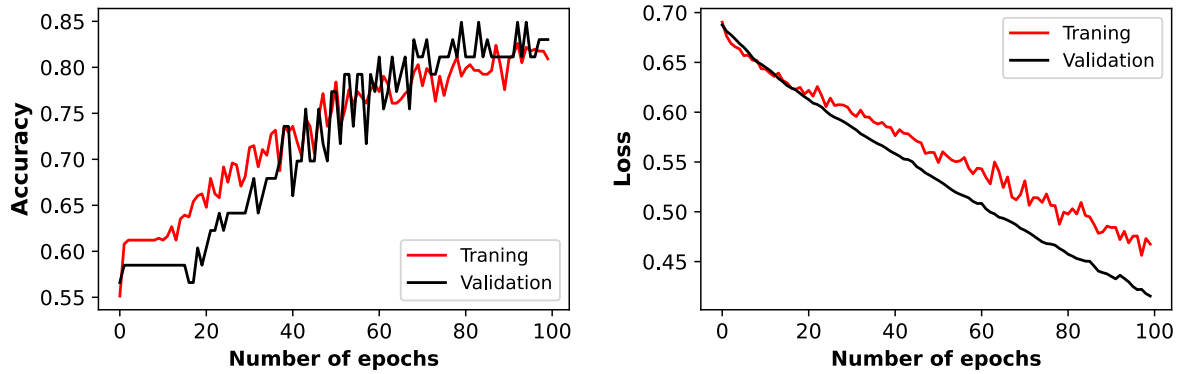 0.85
0.80
0.75
0.70
0.65
0.60
0.55
Accuracy
Traning
Validation
0 20 40 60 80 100
Number of epochs
0.70
0.65
0.60
0.55
0.50
0.45
Loss
Traning
Validation
0 20 40 60 80 100
Number of epochs